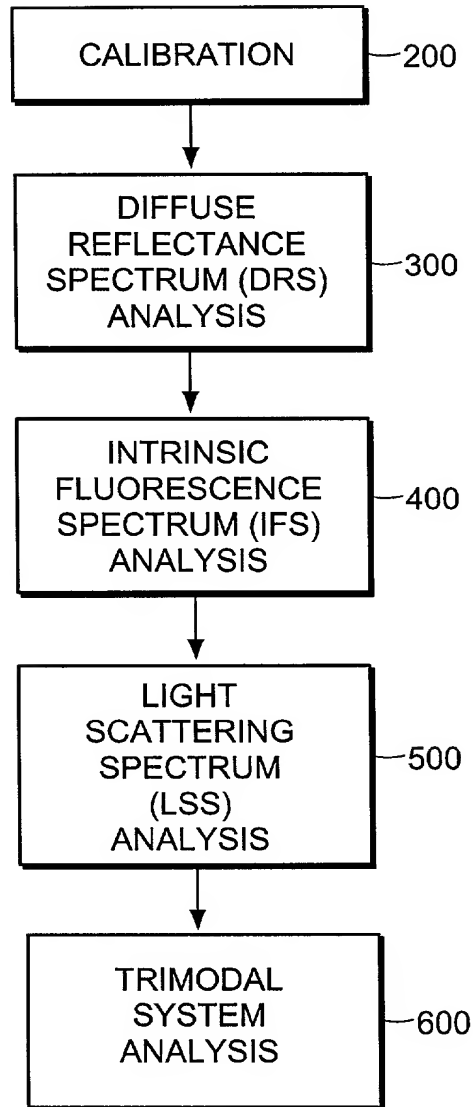 CALIBRATION
200
DIFFUSE
REFLECTANCE
SPECTRUM (DRS)
ANALYSIS
300
INTRINSIC
FLUORESCENCE
SPECTRUM (IFS)
ANALYSIS
400
LIGHT
SCATTERING
SPECTRUM
(LSS)
ANALYSIS
500
TRIMODAL
SYSTEM
ANALYSIS
600